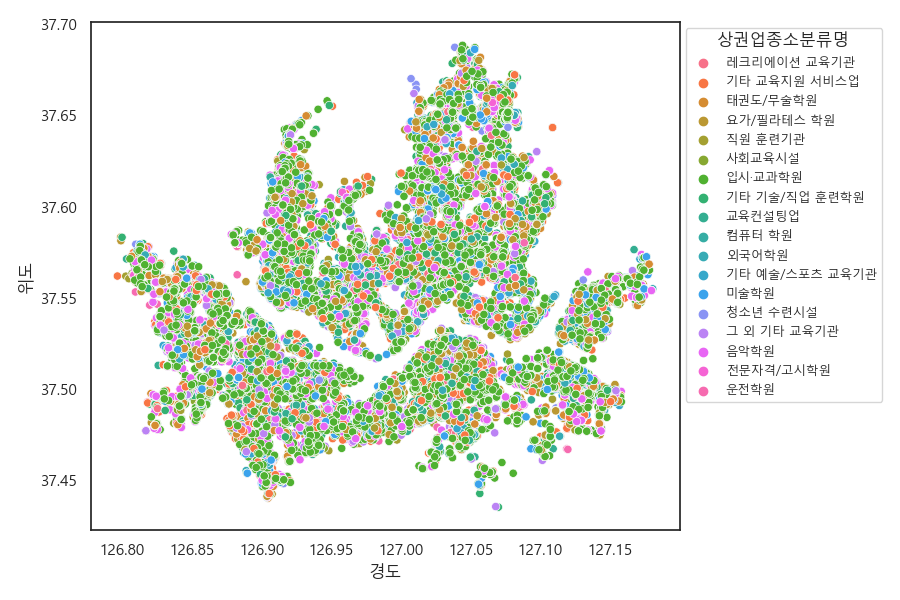 37.70
37.65
37.60
37.55
37.50
37.45
위도
126.80 126.85 126.90 126.95 127.00 127.05 127.10 127.15
경도
상권업종소분류명
레크리에이션 교육기관
기타 교육지원 서비스업
태권도/무술학원
요가/필라테스 학원
직원 훈련기관
사회교육시설
입시·교과학원
기타 기술/직업 훈련학원
교육컨설팅업
컴퓨터 학원
외국어학원
기타 예술/스포츠 교육기관
미술학원
청소년 수련시설
그 외 기타 교육기관
음악학원
전문자격/고시학원
운전학원